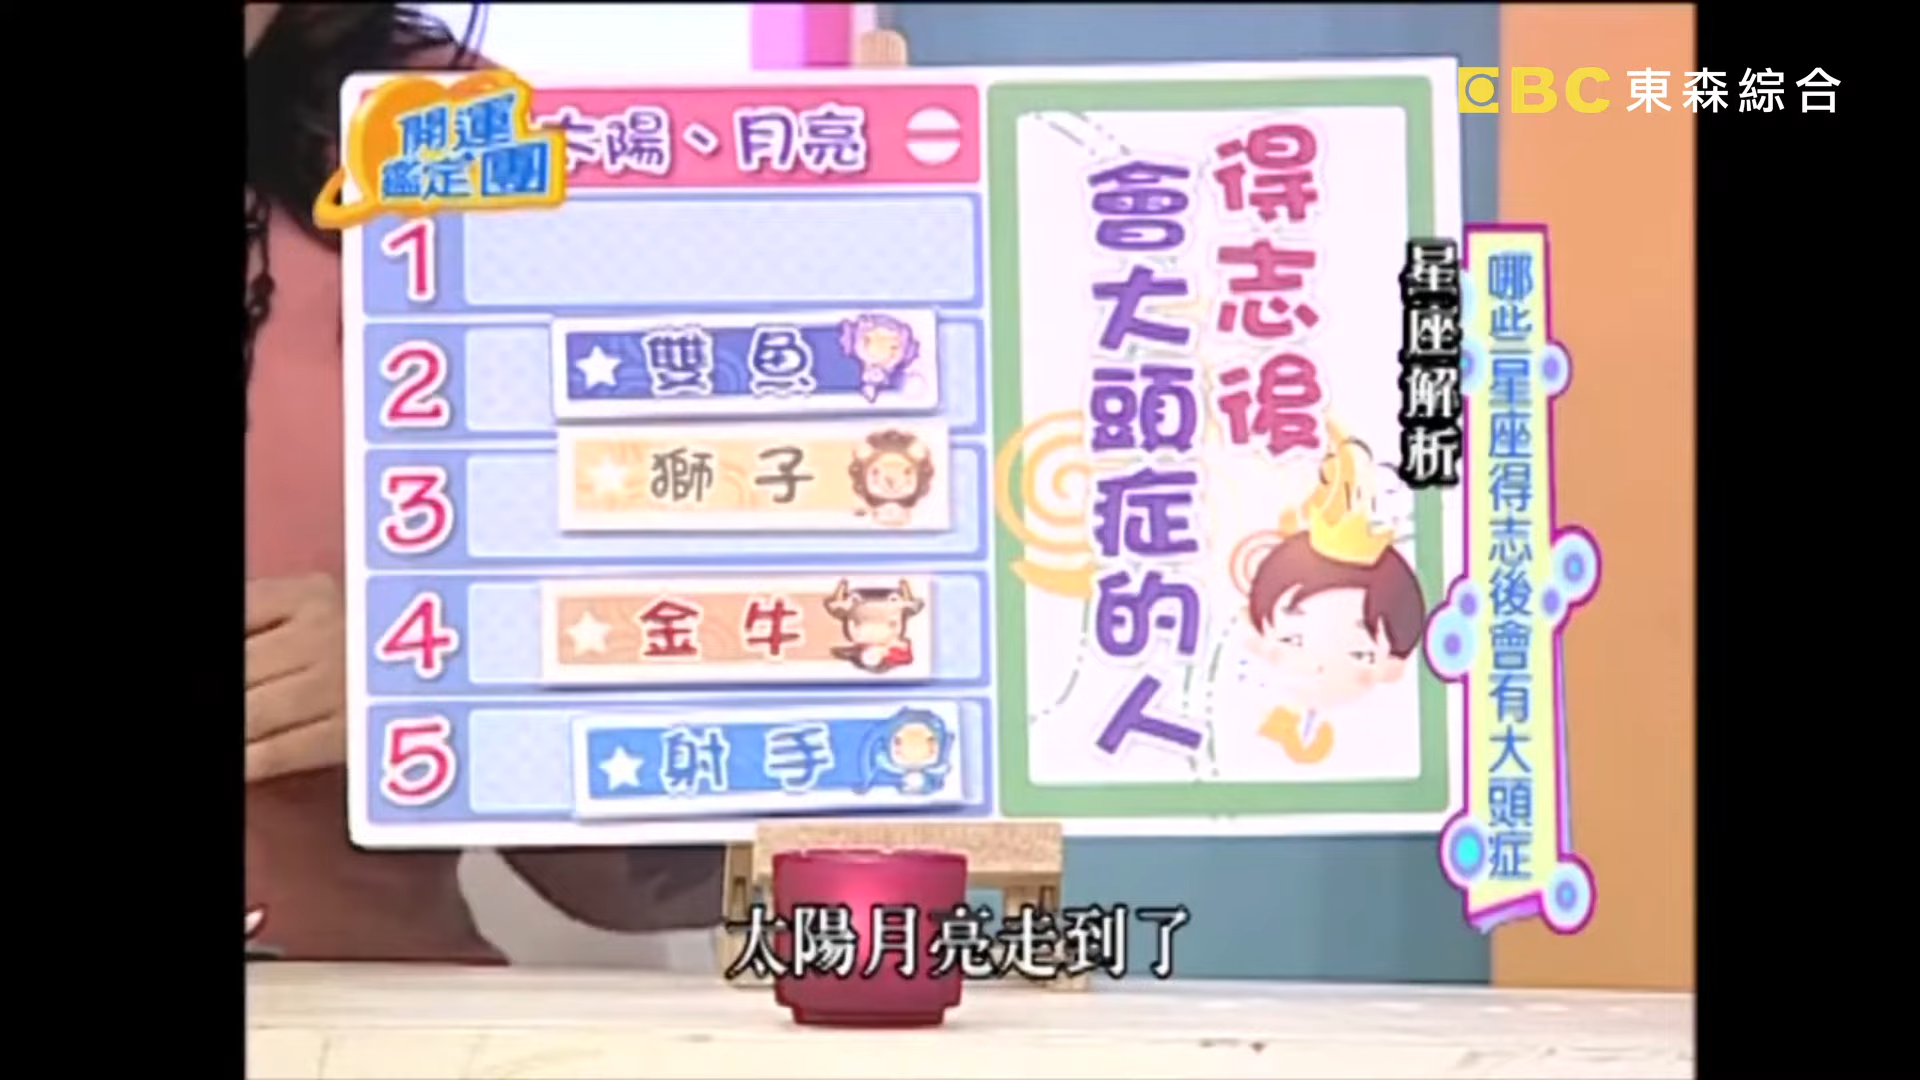 EBC 東森綜合
開運
鑑定團
太陽、月亮
1
2 雙魚
3 獅子
4 金牛
5 射手
得志後
會大頭症的人
星座解析
哪些星座得志後會有大頭症
太陽月亮走到了